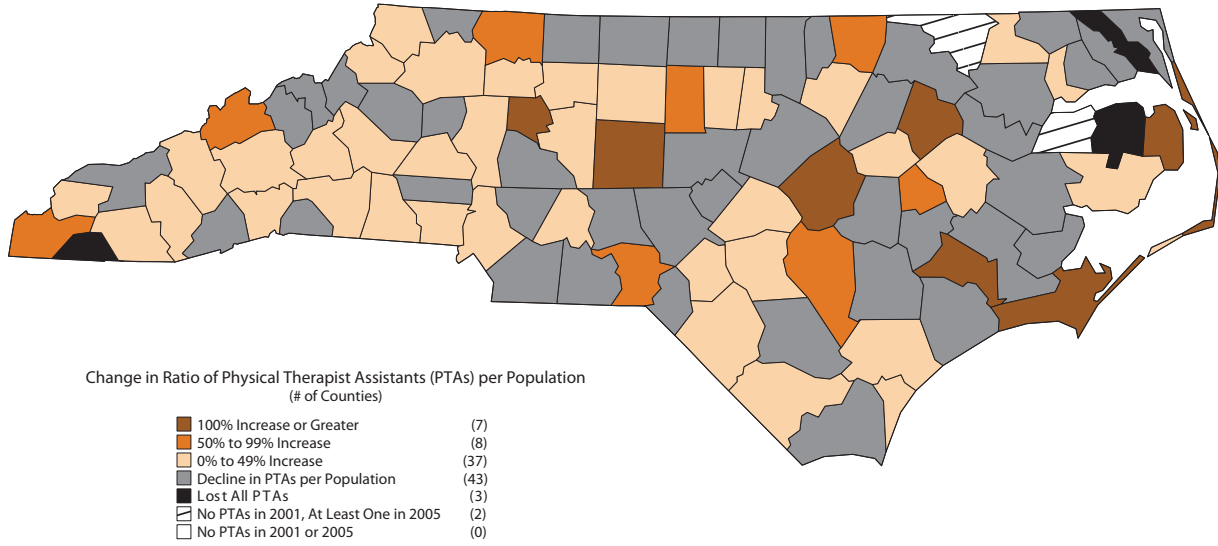 Change in Ratio of Physical Therapist Assistants (PTAs) per Population
(# of Counties)
100% Increase or Greater (7)
50% to 99% Increase (8)
0% to 49% Increase (37)
Decline in PTAs per Population (43)
Lost All PTAs (3)
No PTAs in 2001, At Least One in 2005 (2)
No PTAs in 2001 or 2005 (0)